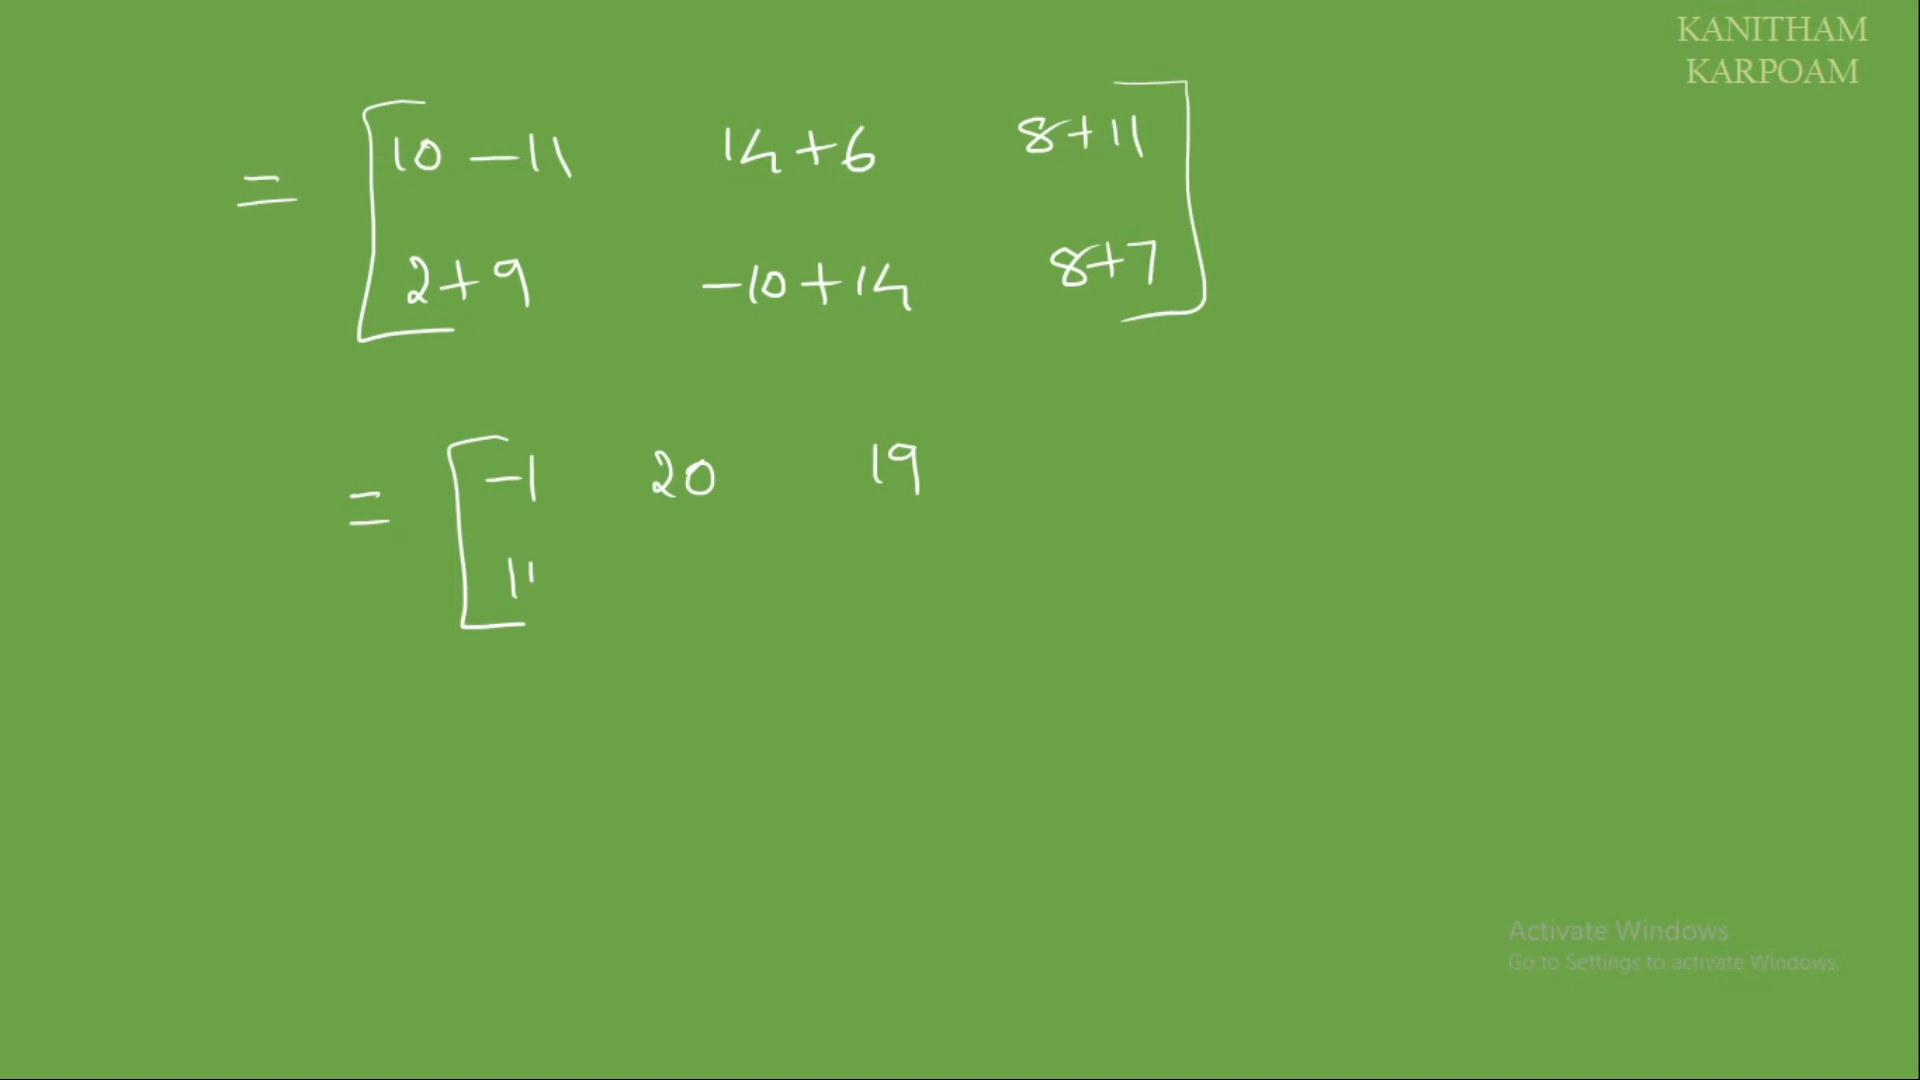 KANITHAM
KARPOAM
= [ 10 - 11 14 + 6 8 + 11
2 + 9 - 10 + 14 8 + 7 ]
= [ - 1 20 19
11
Activate Windows
Go to Settings to activate Windows.